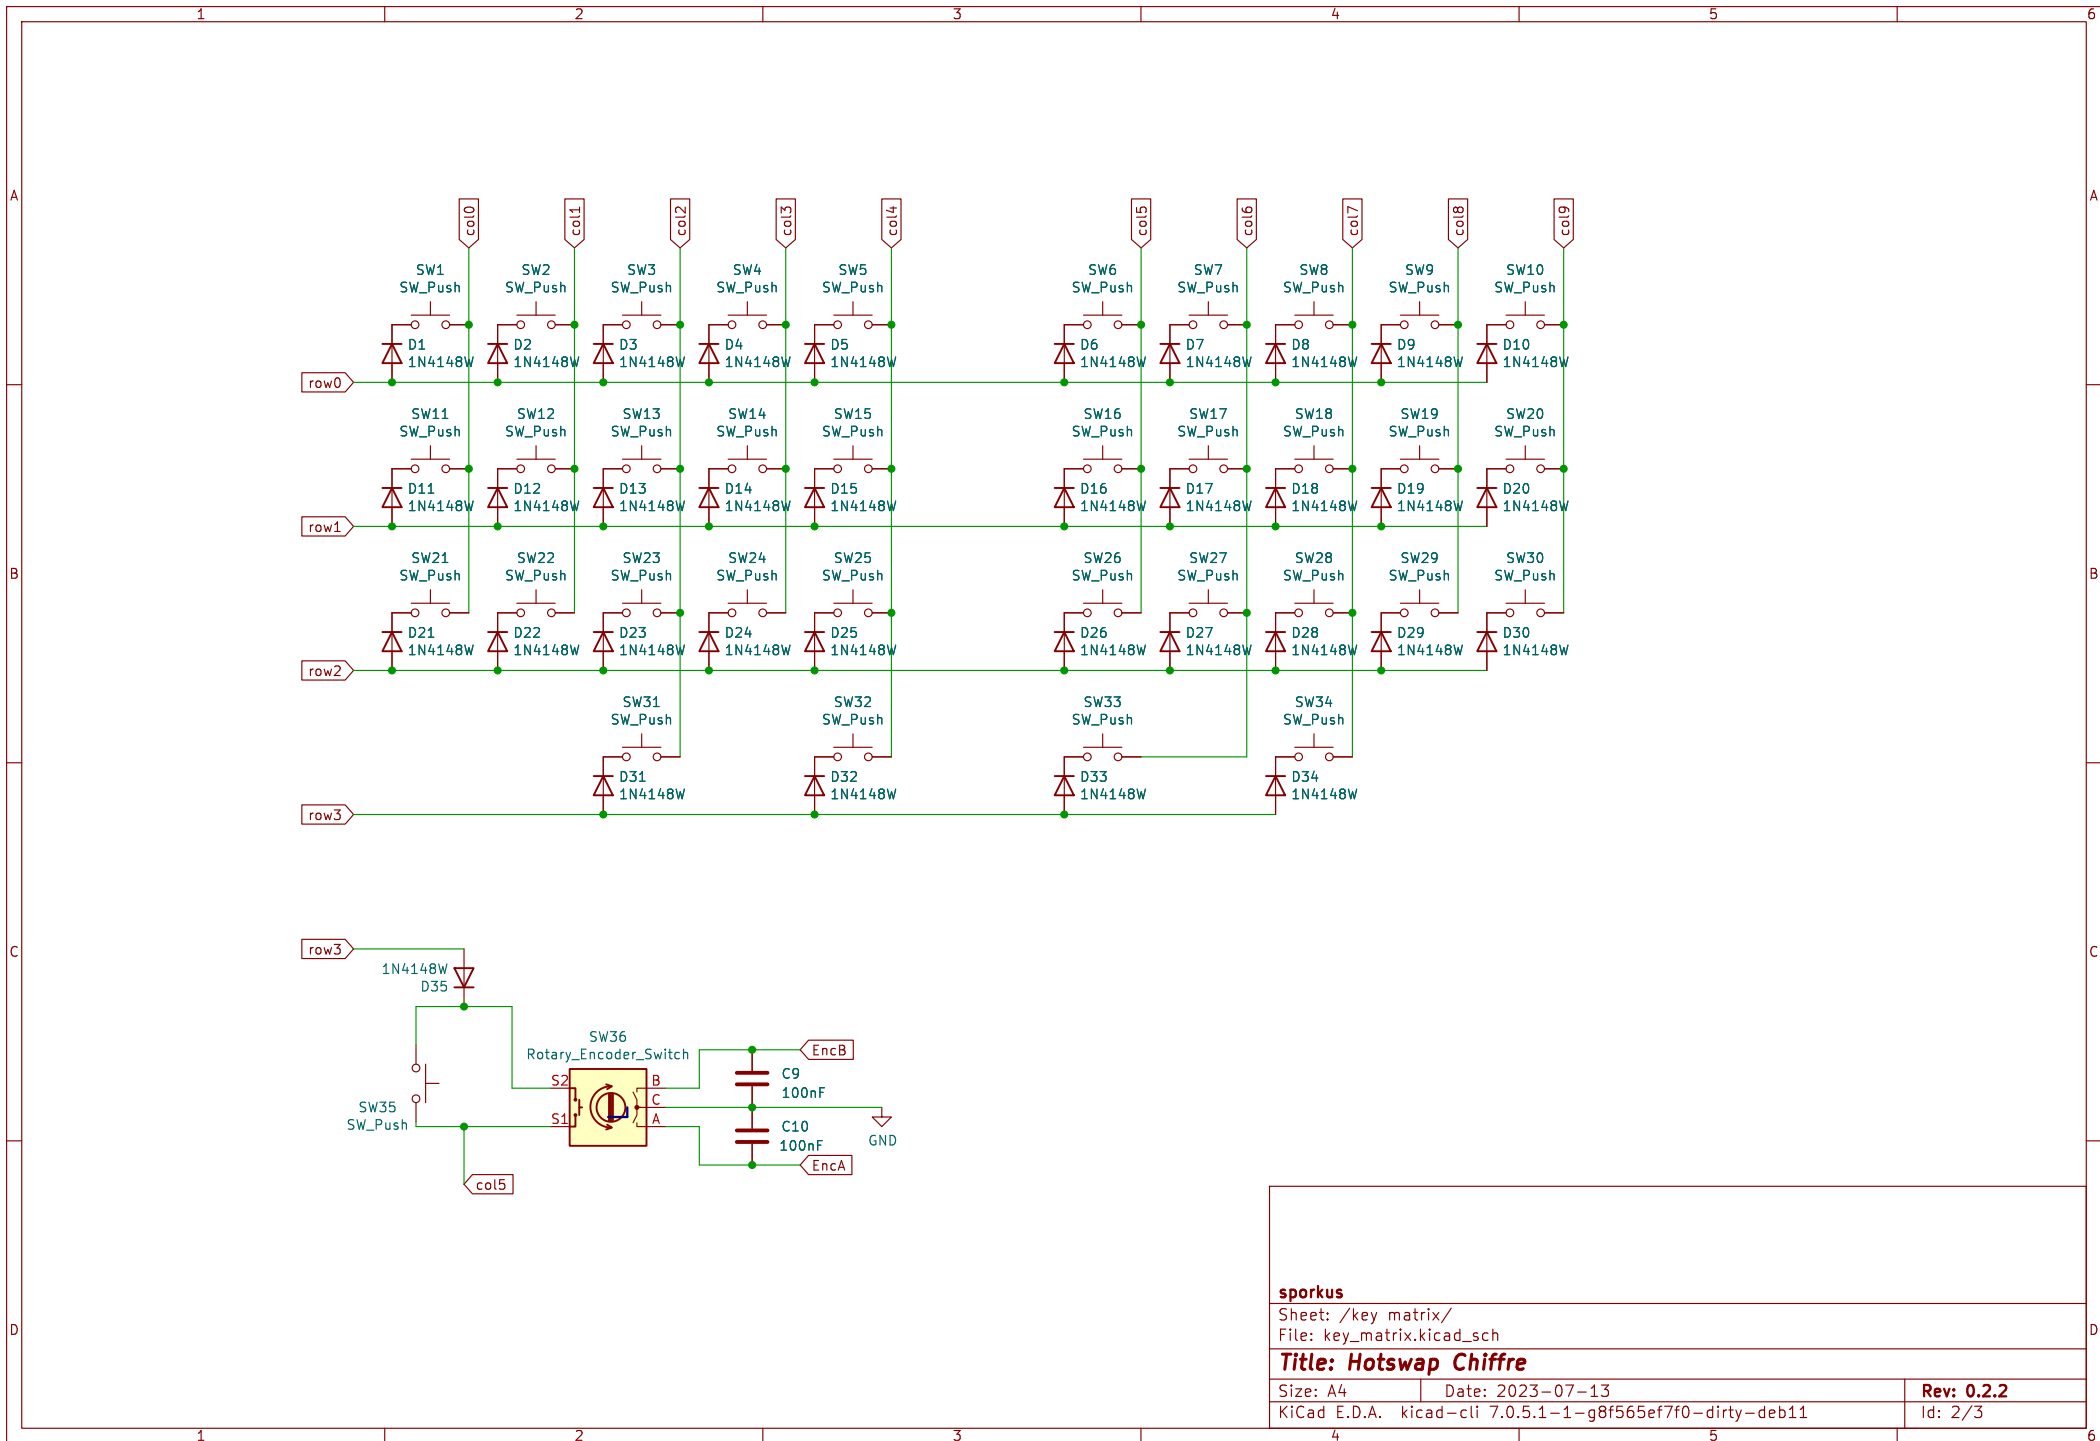 1 2 3 4 5 6
A A
col0 col1 col2 col3 col4 col5 col6 col7 col8 col9
SW1 SW2 SW3 SW4 SW5 SW6 SW7 SW8 SW9 SW10
SW_Push SW_Push SW_Push SW_Push SW_Push SW_Push SW_Push SW_Push SW_Push SW_Push
D1 D2 D3 D4 D5 D6 D7 D8 D9 D10
1N4148W 1N4148W 1N4148W 1N4148W 1N4148W 1N4148W 1N4148W 1N4148W 1N4148W 1N4148W
row0
SW11 SW12 SW13 SW14 SW15 SW16 SW17 SW18 SW19 SW20
SW_Push SW_Push SW_Push SW_Push SW_Push SW_Push SW_Push SW_Push SW_Push SW_Push
D11 D12 D13 D14 D15 D16 D17 D18 D19 D20
1N4148W 1N4148W 1N4148W 1N4148W 1N4148W 1N4148W 1N4148W 1N4148W 1N4148W 1N4148W
row1
SW21 SW22 SW23 SW24 SW25 SW26 SW27 SW28 SW29 SW30
B SW_Push SW_Push SW_Push SW_Push SW_Push SW_Push SW_Push SW_Push SW_Push SW_Push B
D21 D22 D23 D24 D25 D26 D27 D28 D29 D30
1N4148W 1N4148W 1N4148W 1N4148W 1N4148W 1N4148W 1N4148W 1N4148W 1N4148W 1N4148W
row2
SW31 SW32 SW33 SW34
SW_Push SW_Push SW_Push SW_Push
D31 D32 D33 D34
1N4148W 1N4148W 1N4148W 1N4148W
row3
C row3 C
1N4148W
D35
SW36
Rotary_Encoder_Switch EncB
S2 B C9
100nF
C
SW35 S1 A C10
SW_Push 100nF GND
EncA
col5
sporkus
Sheet: /key matrix/
D File: key_matrix.kicad_sch D
Title: Hotswap Chiffre
Size: A4 Date: 2023-07-13 Rev: 0.2.2
KiCad E.D.A. kicad-cli 7.0.5.1-1-g8f565ef7f0-dirty-deb11 Id: 2/3
1 2 3 4 5 6